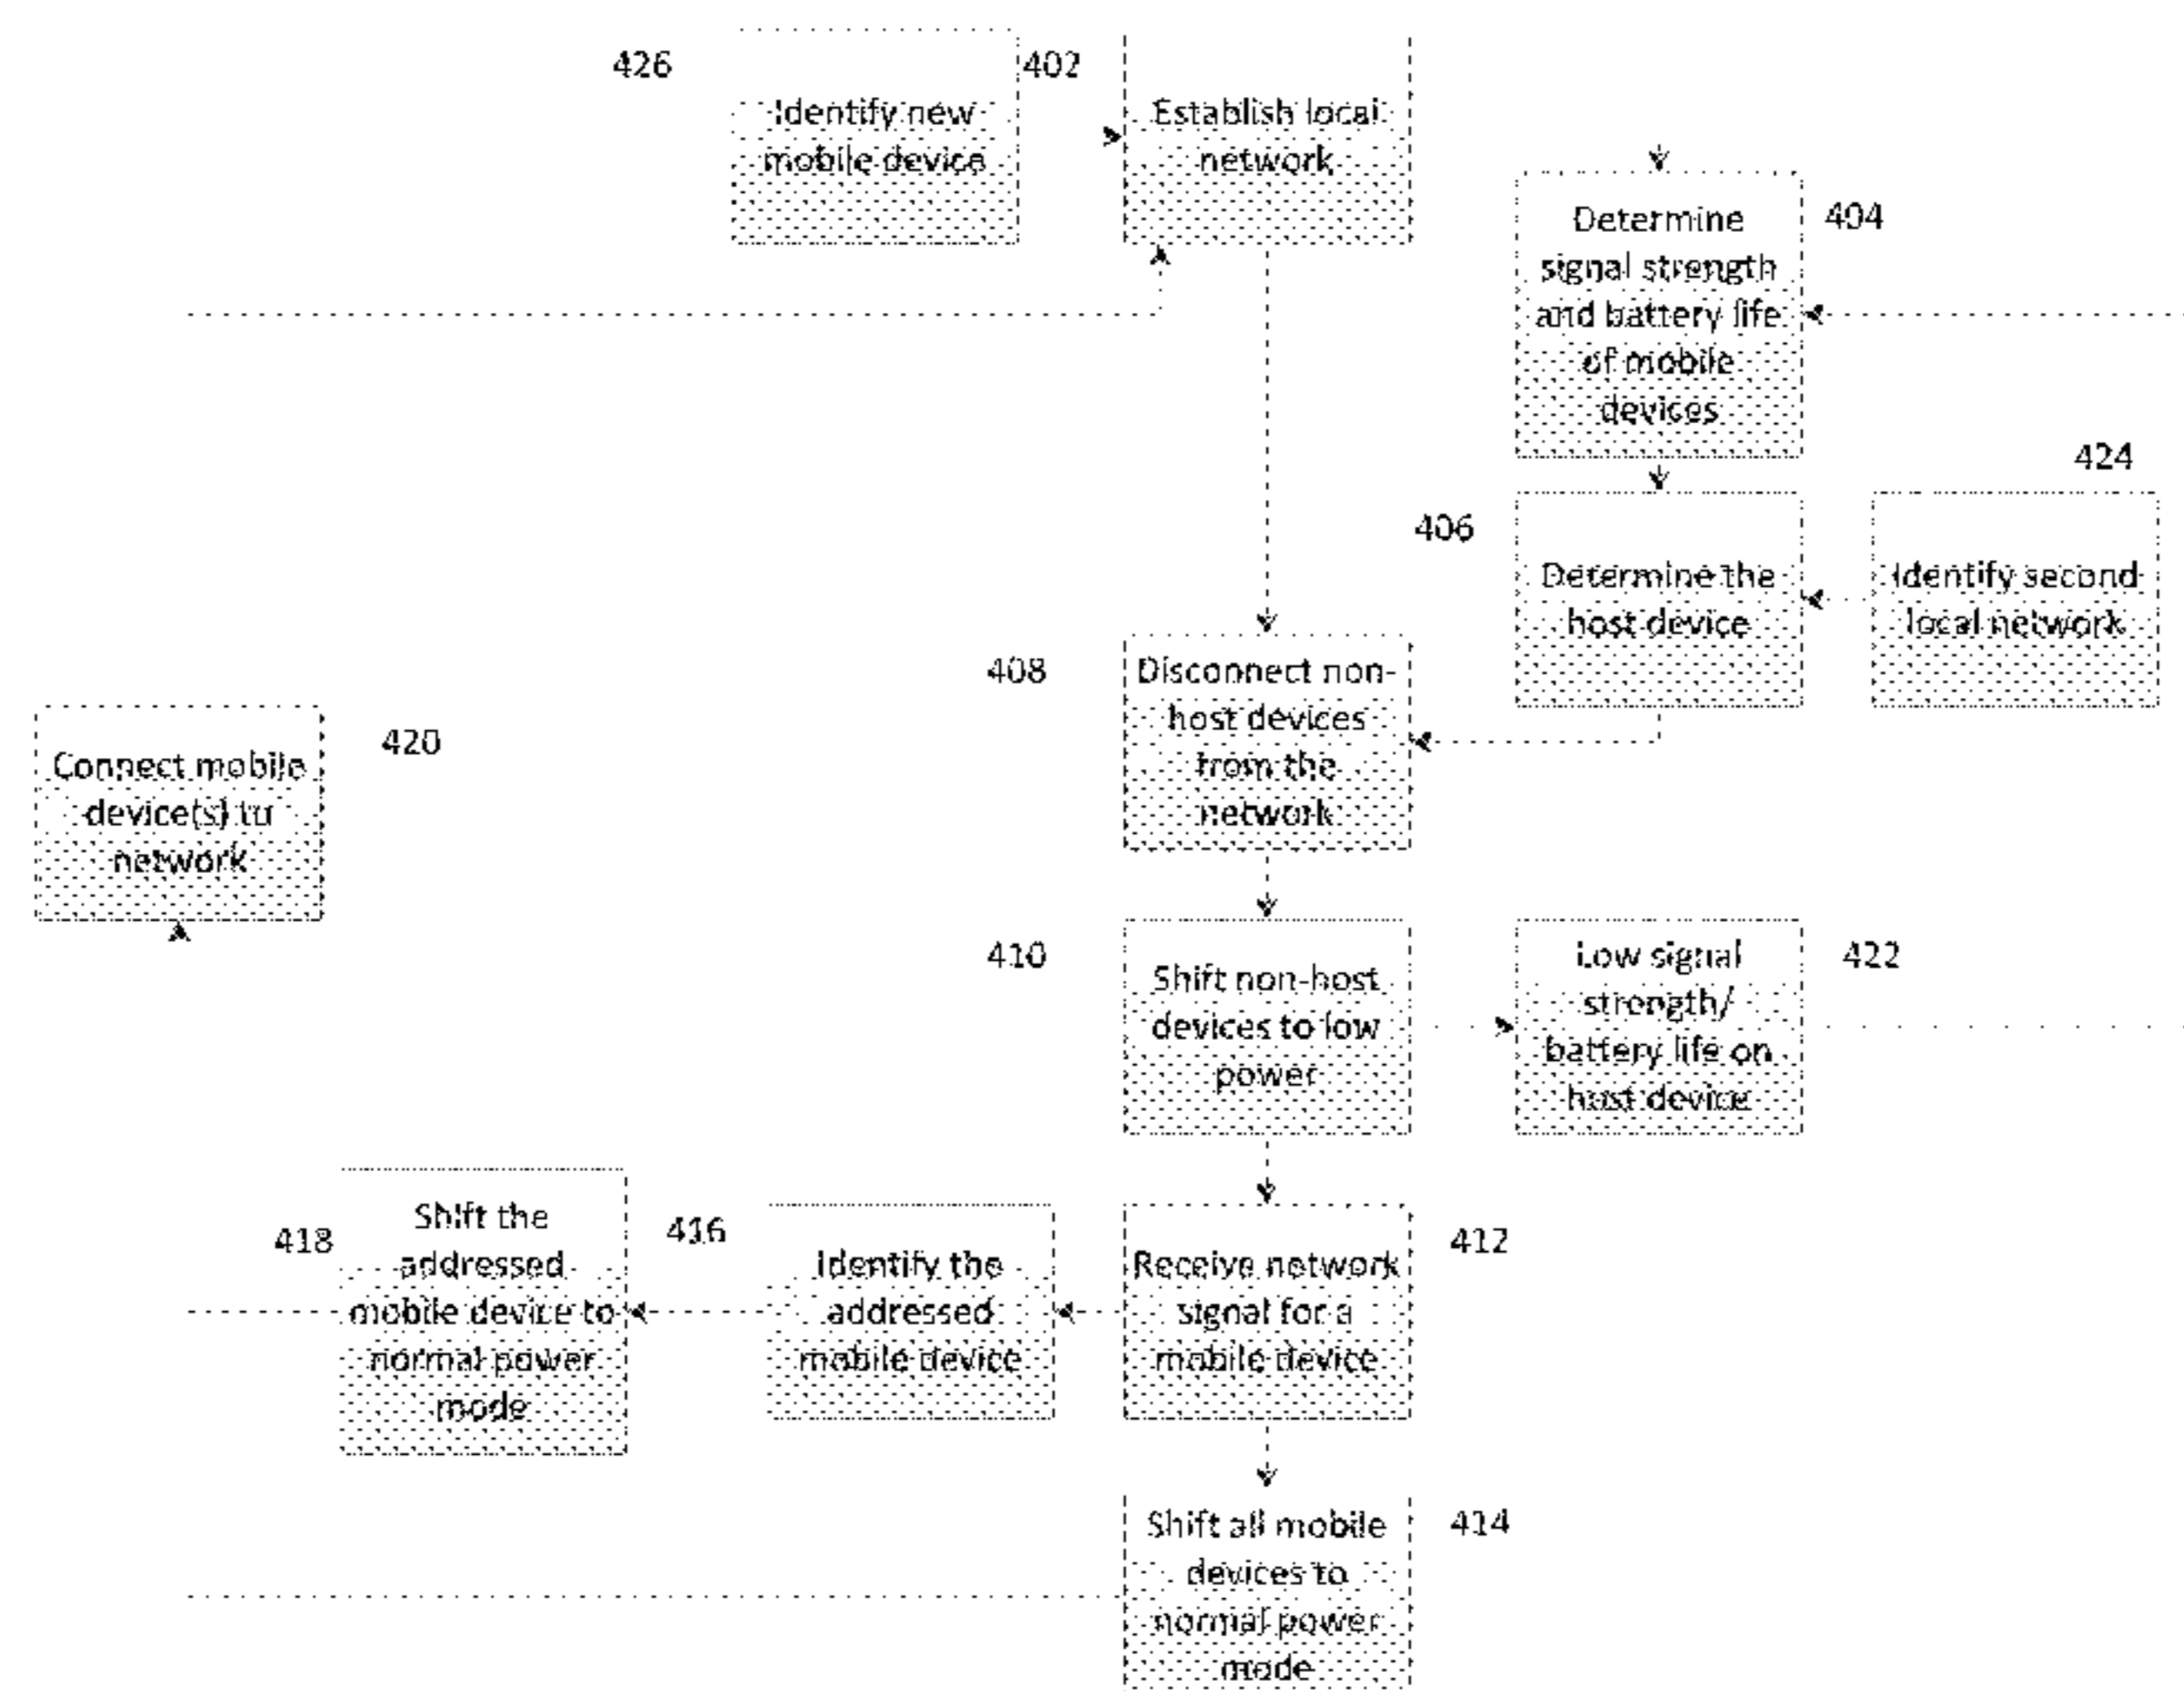 426
Identify new
mobile device
402
Establish local
network
404
Determine
signal strength
and battery life
of mobile
devices
424
Identify second
local network
406
Determine the
host device
408
Disconnect non-
host devices
from the
network
420
Connect mobile
device(s) to
network
410
Shift non-host
devices to low
power
422
Low signal
strength/
battery life on
host device
418
Shift the
addressed
mobile device to
normal power
mode
416
Identify the
addressed
mobile device
412
Receive network
signal for a
mobile device
414
Shift all mobile
devices to
normal power
mode